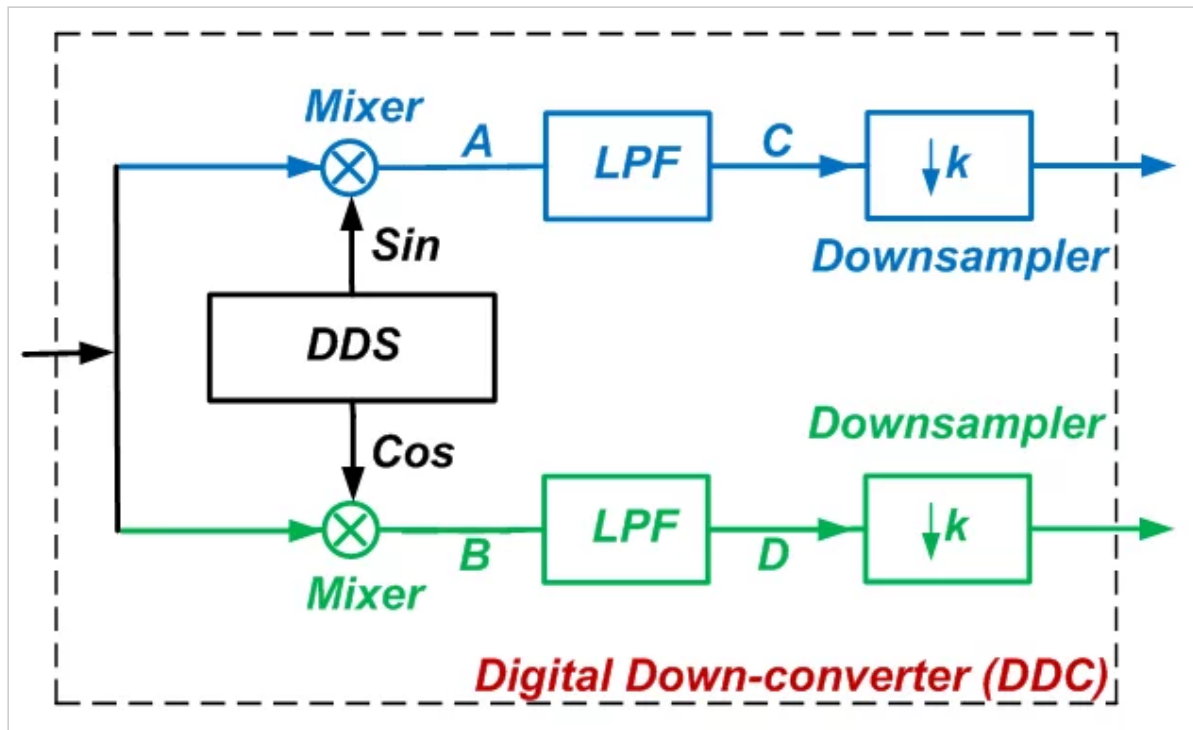 Mixer
A
LPF
C
↓k
Sin
Downsampler
DDS
Cos
Downsampler
B
LPF
D
↓k
Mixer
Digital Down-converter (DDC)